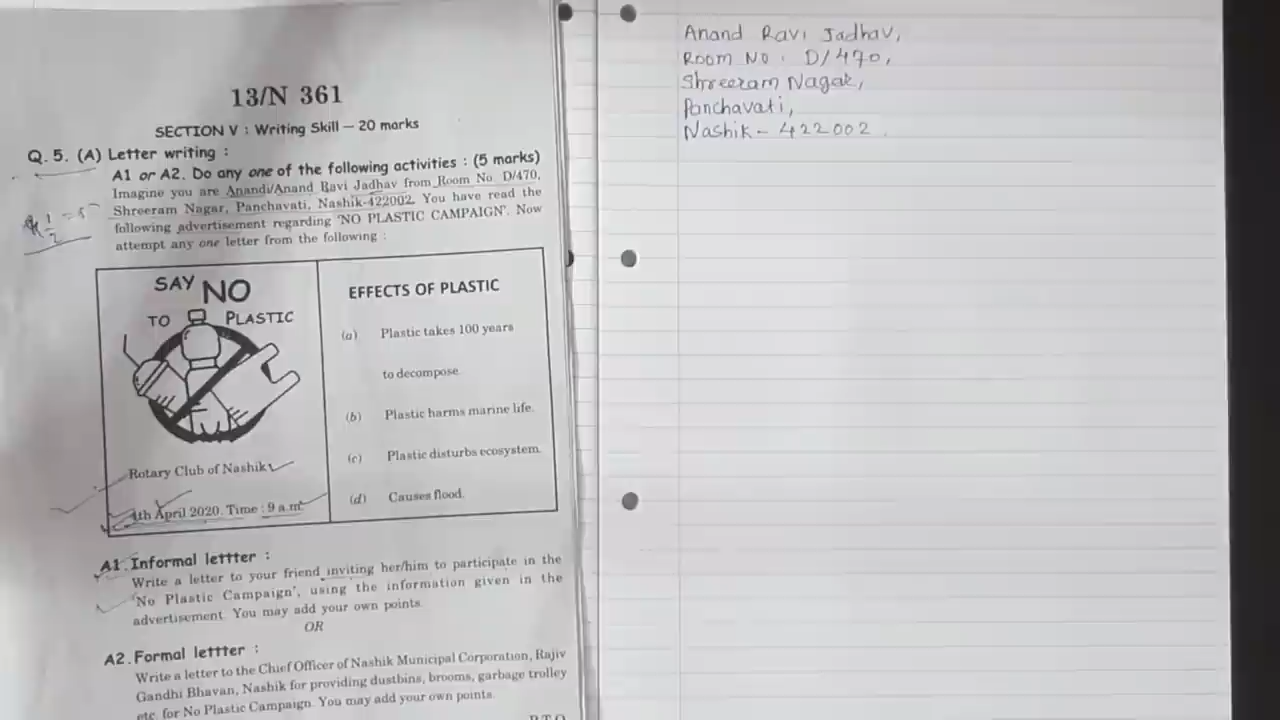 13/N 361
SECTION V : Writing Skill – 20 marks
Q. 5. (A) Letter writing :
A1 or A2. Do any one of the following activities : (5 marks)
Imagine you are Anandi/Anand Ravi Jadhav from Room No. D/470,
Shreeram Nagar, Panchavati, Nashik-422002. You have read the
following advertisement regarding 'NO PLASTIC CAMPAIGN'. Now
attempt any one letter from the following :
SAY NO
TO PLASTIC
Rotary Club of Nashik
4th April 2020. Time : 9 a.m.
EFFECTS OF PLASTIC
(a) Plastic takes 100 years
to decompose.
(b) Plastic harms marine life.
(c) Plastic disturbs ecosystem.
(d) Causes flood.
A1. Informal lettter :
Write a letter to your friend inviting her/him to participate in the
'No Plastic Campaign', using the information given in the
advertisement. You may add your own points.
OR
A2. Formal lettter :
Write a letter to the Chief Officer of Nashik Municipal Corporation, Rajiv
Gandhi Bhavan, Nashik for providing dustbins, brooms, garbage trolley
etc. for No Plastic Campaign. You may add your own points.
P.T.O.
Anand Ravi Jadhav,
Room No. D/470,
Shreeram Nagar,
Panchavati,
Nashik - 422002.